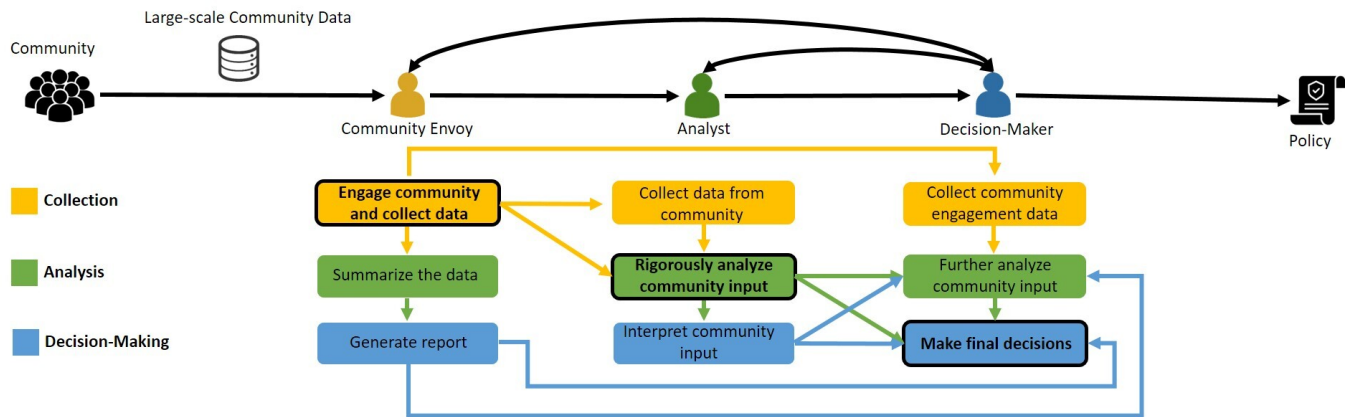 Large-scale Community Data
Community
Community Envoy
Analyst
Decision-Maker
Policy
Collection
Engage community
and collect data
Collect data from
community
Collect community
engagement data
Analysis
Summarize the data
Rigorously analyze
community input
Further analyze
community input
Decision-Making
Generate report
Interpret community
input
Make final decisions